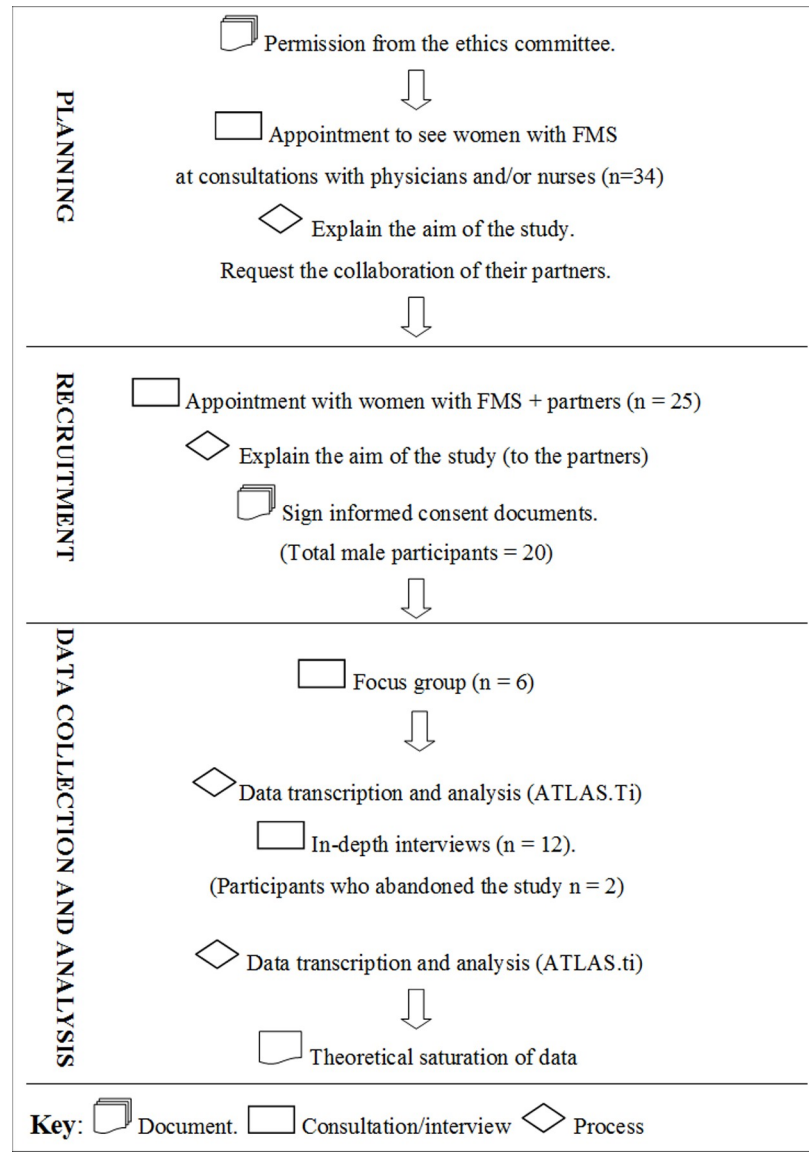 PLANNING
Permission from the ethics committee.
Appointment to see women with FMS
at consultations with physicians and/or nurses (n=34)
Explain the aim of the study.
Request the collaboration of their partners.
RECRUITMENT
Appointment with women with FMS + partners (n = 25)
Explain the aim of the study (to the partners)
Sign informed consent documents.
(Total male participants = 20)
DATA COLLECTION AND ANALYSIS
Focus group (n = 6)
Data transcription and analysis (ATLAS.Ti)
In-depth interviews (n = 12).
(Participants who abandoned the study n = 2)
Data transcription and analysis (ATLAS.ti)
Theoretical saturation of data
Key: Document. Consultation/interview Process